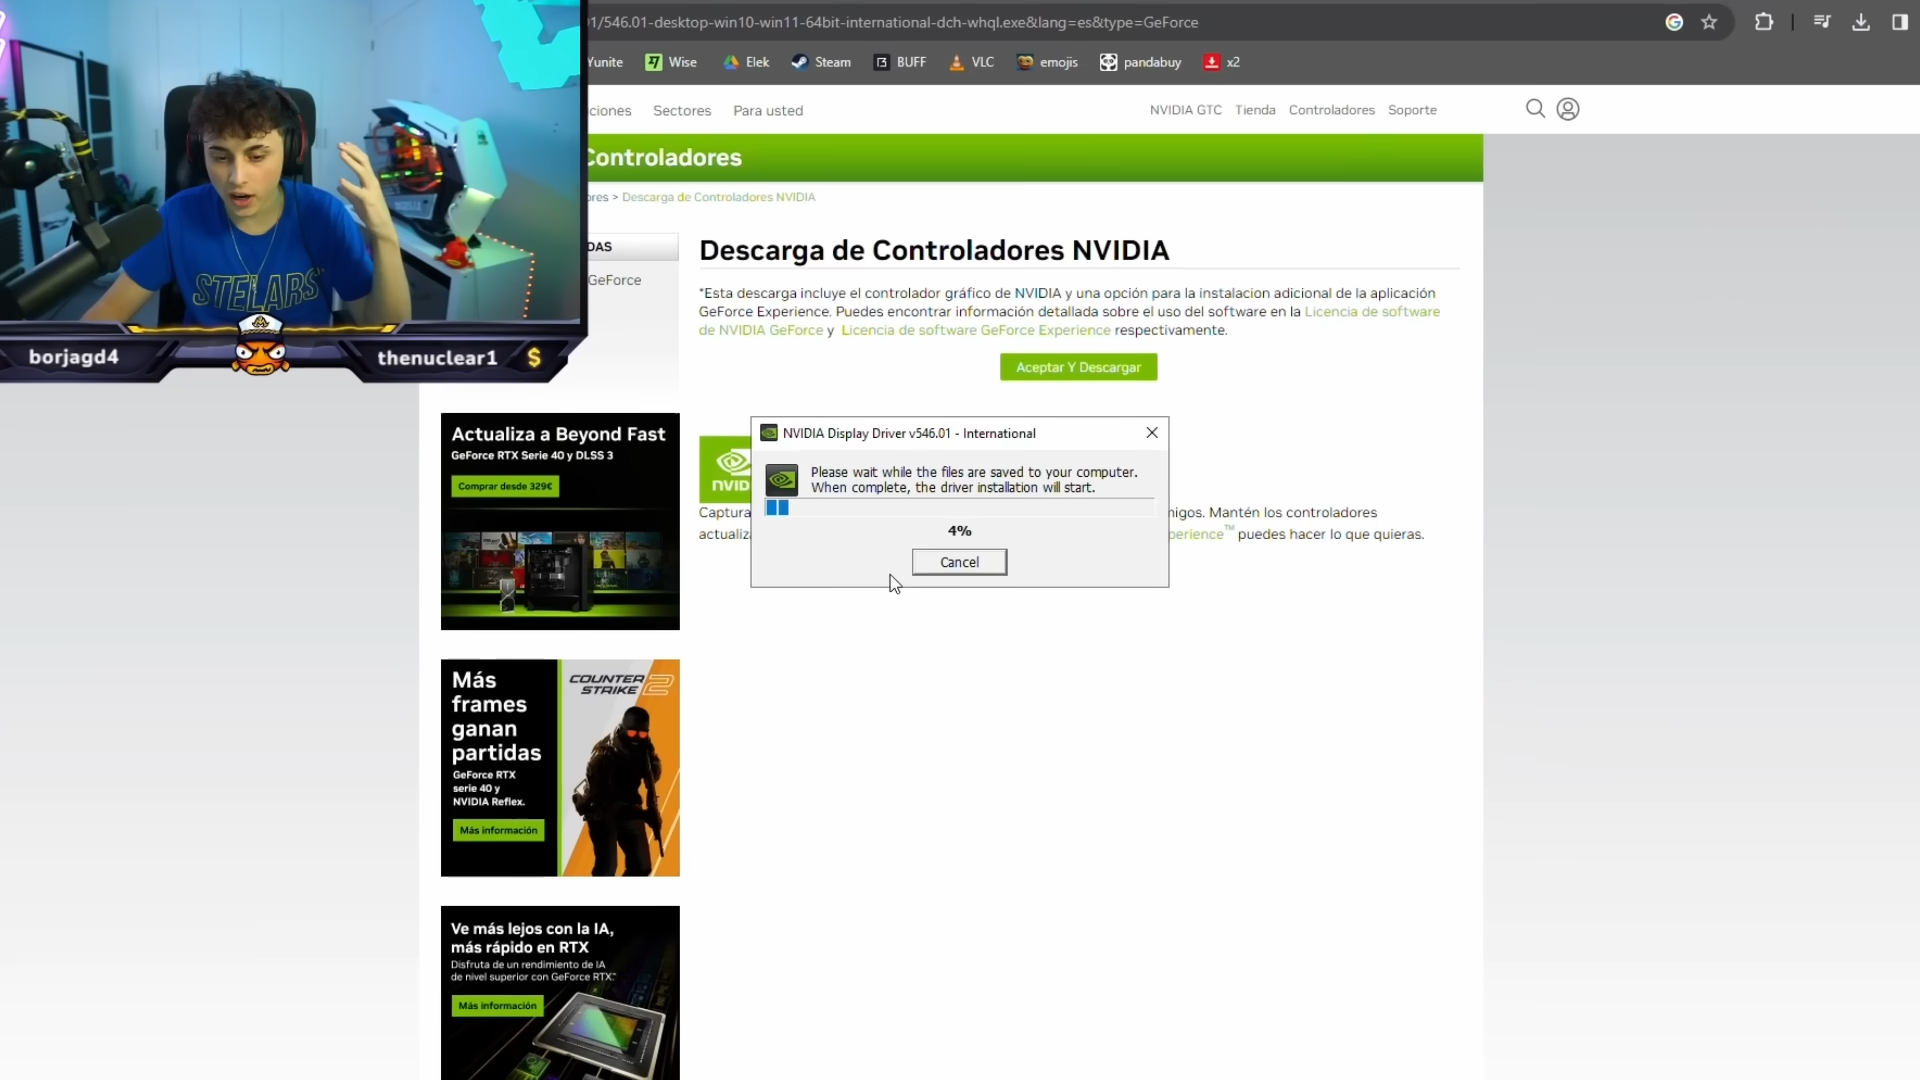 1/546.01-desktop-win10-win11-64bit-international-dch-whql.exe&lang=es&type=GeForce
Yunite
Wise
Elek
Steam
BUFF
VLC
emojis
pandabuy
x2
ciones
Sectores
Para usted
NVIDIA GTC
Tienda
Controladores
Soporte
Controladores
ores > Descarga de Controladores NVIDIA
DAS
GeForce
Descarga de Controladores NVIDIA
*Esta descarga incluye el controlador gráfico de NVIDIA y una opción para la instalacion adicional de la aplicación
GeForce Experience. Puedes encontrar información detallada sobre el uso del software en la Licencia de software
de NVIDIA GeForce y Licencia de software GeForce Experience respectivamente.
Aceptar Y Descargar
STELARS
borjagd4
thenuclear1
$
NVIDIA Display Driver v546.01 - International
Please wait while the files are saved to your computer.
When complete, the driver installation will start.
4%
Cancel
NVID
Captura
migos. Mantén los controladores
actualiz
perience™ puedes hacer lo que quieras.
Actualiza a Beyond Fast
GeForce RTX Serie 40 y DLSS 3
Comprar desde 329€
Más
frames
ganan
partidas
GeForce RTX
serie 40 y
NVIDIA Reflex.
Más información
COUNTER
STRIKE 2
Ve más lejos con la IA,
más rápido en RTX
Disfruta de un rendimiento de IA
de nivel superior con GeForce RTX™
Más información